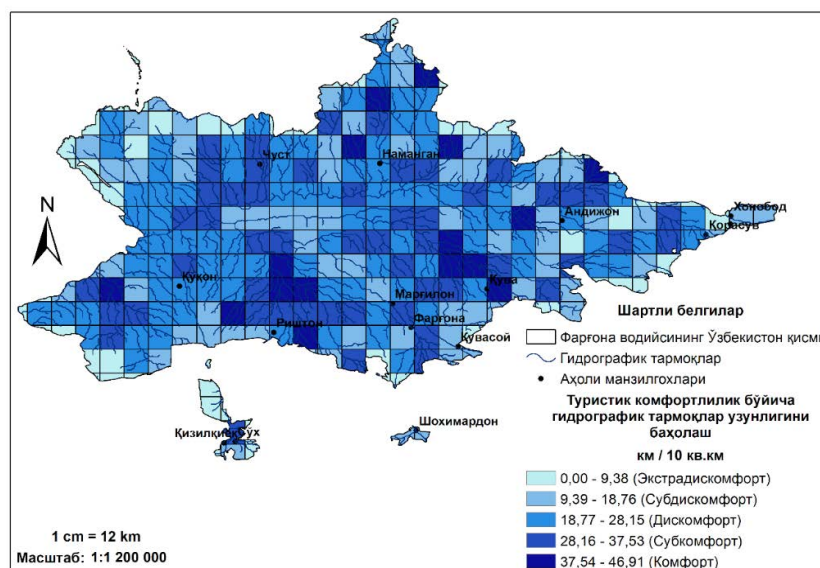 N
Чуст
Наманган
Андижон
Хонобод
Қорасув
Қўқон
Қува
Марғилон
Фарғона
Риштон
Қувасой
Шохимардон
Қизилқи
Сўх
Шартли белгилар
Фарғона водийсининг Ўзбекистон қисми
Гидрографик тармоқлар
Аҳоли манзилгоҳлари
Туристик комфортлилик бўйича
гидрографик тармоқлар узунлигини
баҳолаш
км / 10 кв.км
0,00 - 9,38 (Экстрадискомфорт)
9,39 - 18,76 (Субдискомфорт)
18,77 - 28,15 (Дискомфорт)
28,16 - 37,53 (Субкомфорт)
37,54 - 46,91 (Комфорт)
1 cm = 12 km
Масштаб: 1:1 200 000